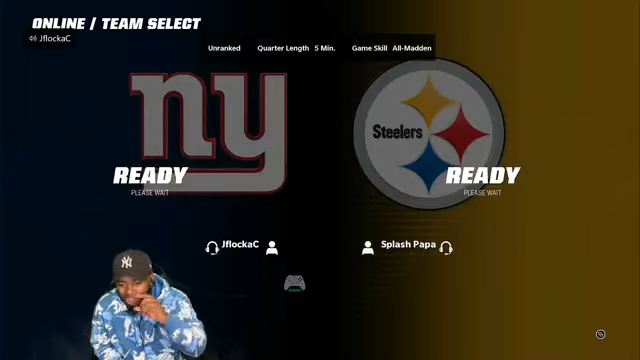 ONLINE / TEAM SELECT
JflockaC
Unranked Quarter Length 5 Min. Game Skill All-Madden
ny
Steelers
READY
PLEASE WAIT
READY
PLEASE WAIT
JflockaC
Splash Papa
NY